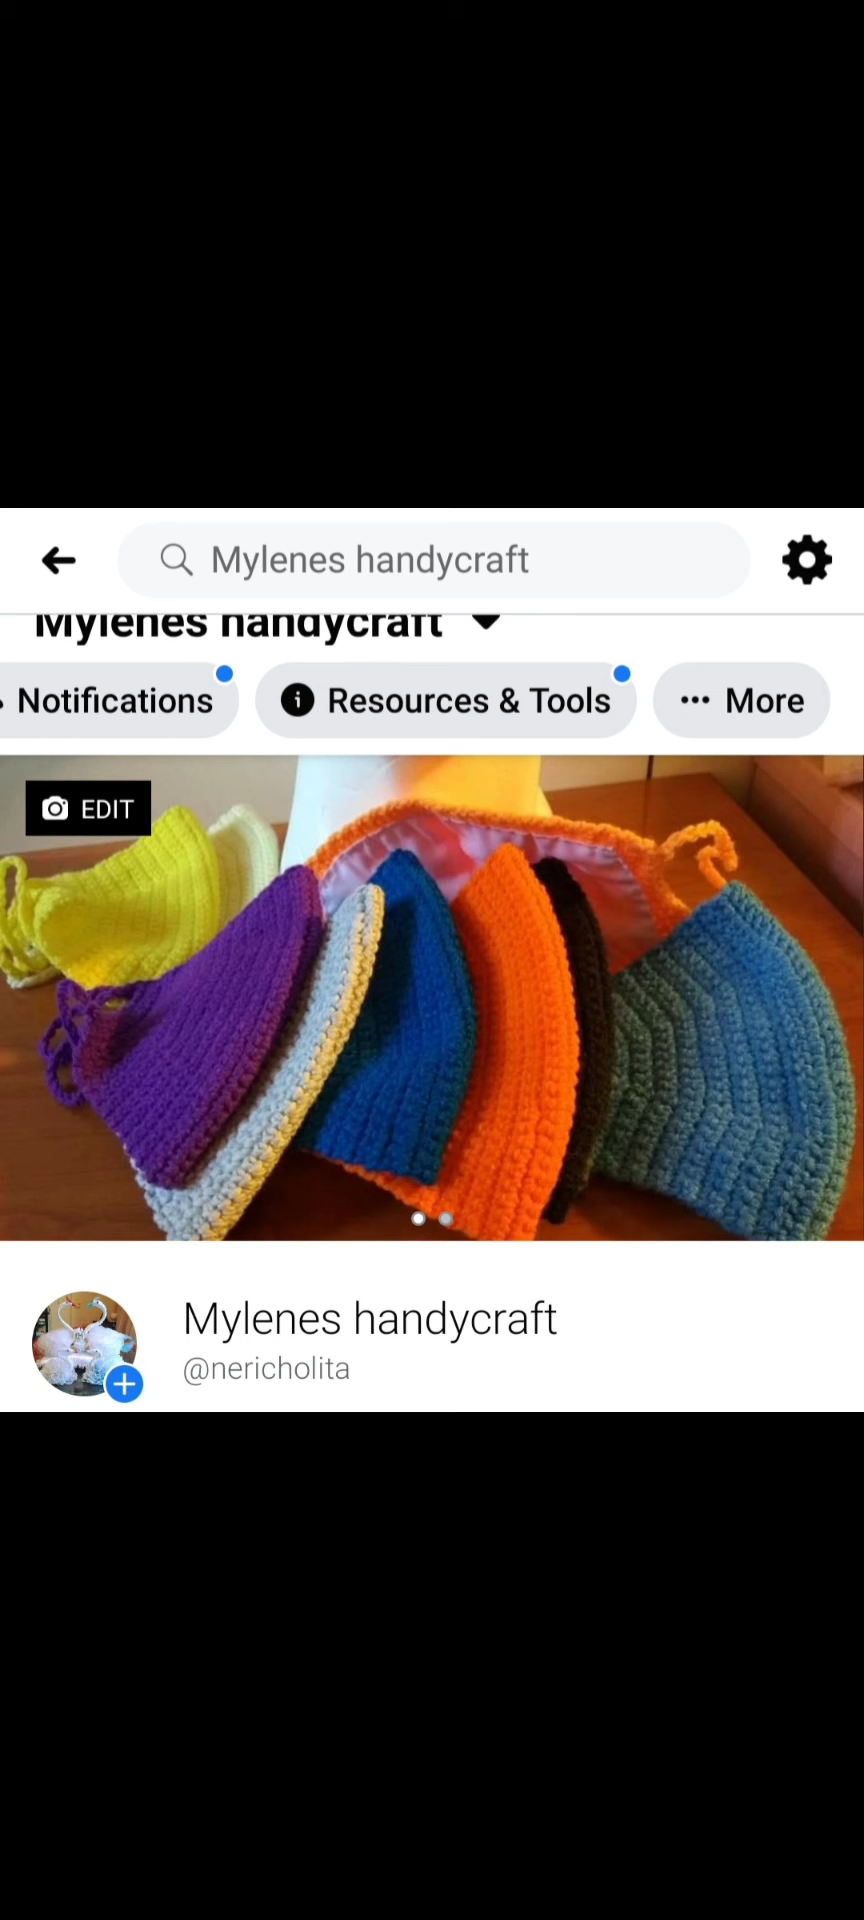 Mylenes handycraft
Mylenes handycraft
Notifications
Resources & Tools
More
EDIT
Mylenes handycraft
@nericholita